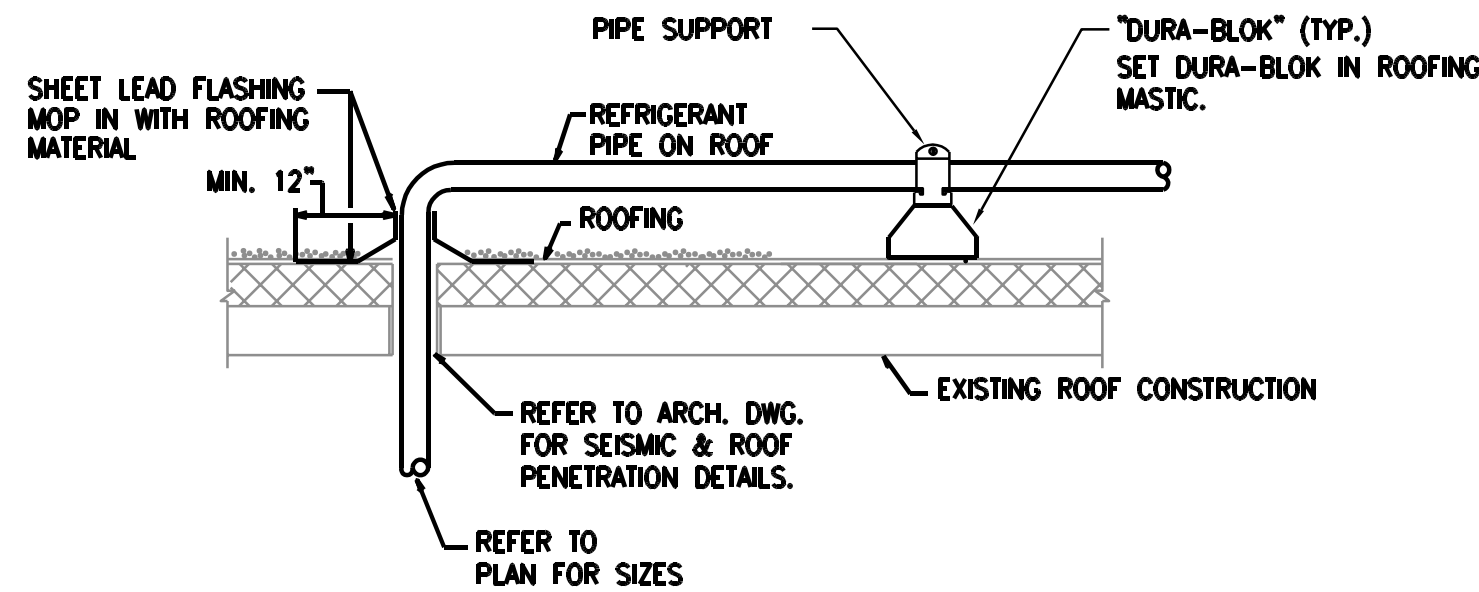 PIPE SUPPORT
"DURA-BLOK" (TYP.)
SET DURA-BLOK IN ROOFING
MASTIC.
SHEET LEAD FLASHING
MOP IN WITH ROOFING
MATERIAL
REFRIGERANT
PIPE ON ROOF
MIN. 12"
ROOFING
EXISTING ROOF CONSTRUCTION
REFER TO ARCH. DWG.
FOR SEISMIC & ROOF
PENETRATION DETAILS.
REFER TO
PLAN FOR SIZES